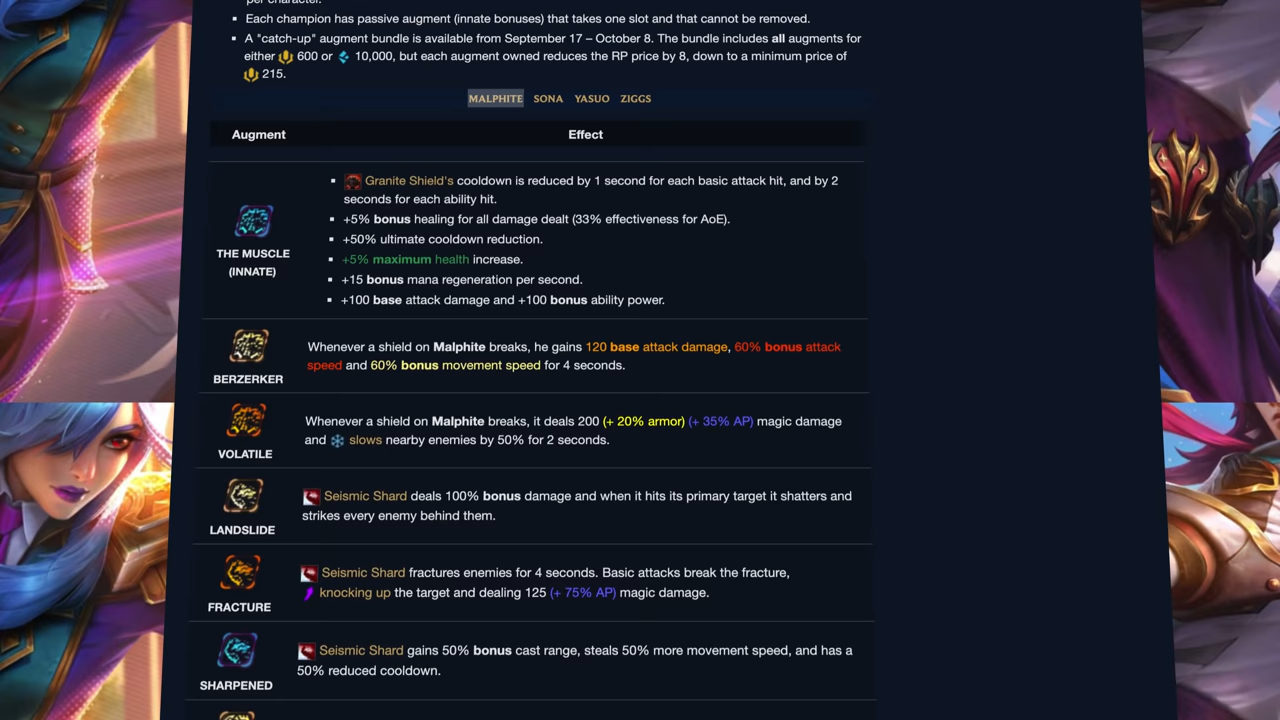 per character.
Each champion has passive augment (innate bonuses) that takes one slot and that cannot be removed.
A "catch-up" augment bundle is available from September 17 – October 8. The bundle includes all augments for
either 600 or 10,000, but each augment owned reduces the RP price by 8, down to a minimum price of
215.
MALPHITE SONA YASUO ZIGGS
Augment Effect
Granite Shield's cooldown is reduced by 1 second for each basic attack hit, and by 2
seconds for each ability hit.
+5% bonus healing for all damage dealt (33% effectiveness for AoE).
+50% ultimate cooldown reduction.
+5% maximum health increase.
+15 bonus mana regeneration per second.
+100 base attack damage and +100 bonus ability power.
THE MUSCLE
(INNATE)
Whenever a shield on Malphite breaks, he gains 120 base attack damage, 60% bonus attack
speed and 60% bonus movement speed for 4 seconds.
BERZERKER
Whenever a shield on Malphite breaks, it deals 200 (+ 20% armor) (+ 35% AP) magic damage
and slows nearby enemies by 50% for 2 seconds.
VOLATILE
Seismic Shard deals 100% bonus damage and when it hits its primary target it shatters and
strikes every enemy behind them.
LANDSLIDE
Seismic Shard fractures enemies for 4 seconds. Basic attacks break the fracture,
knocking up the target and dealing 125 (+ 75% AP) magic damage.
FRACTURE
Seismic Shard gains 50% bonus cast range, steals 50% more movement speed, and has a
50% reduced cooldown.
SHARPENED